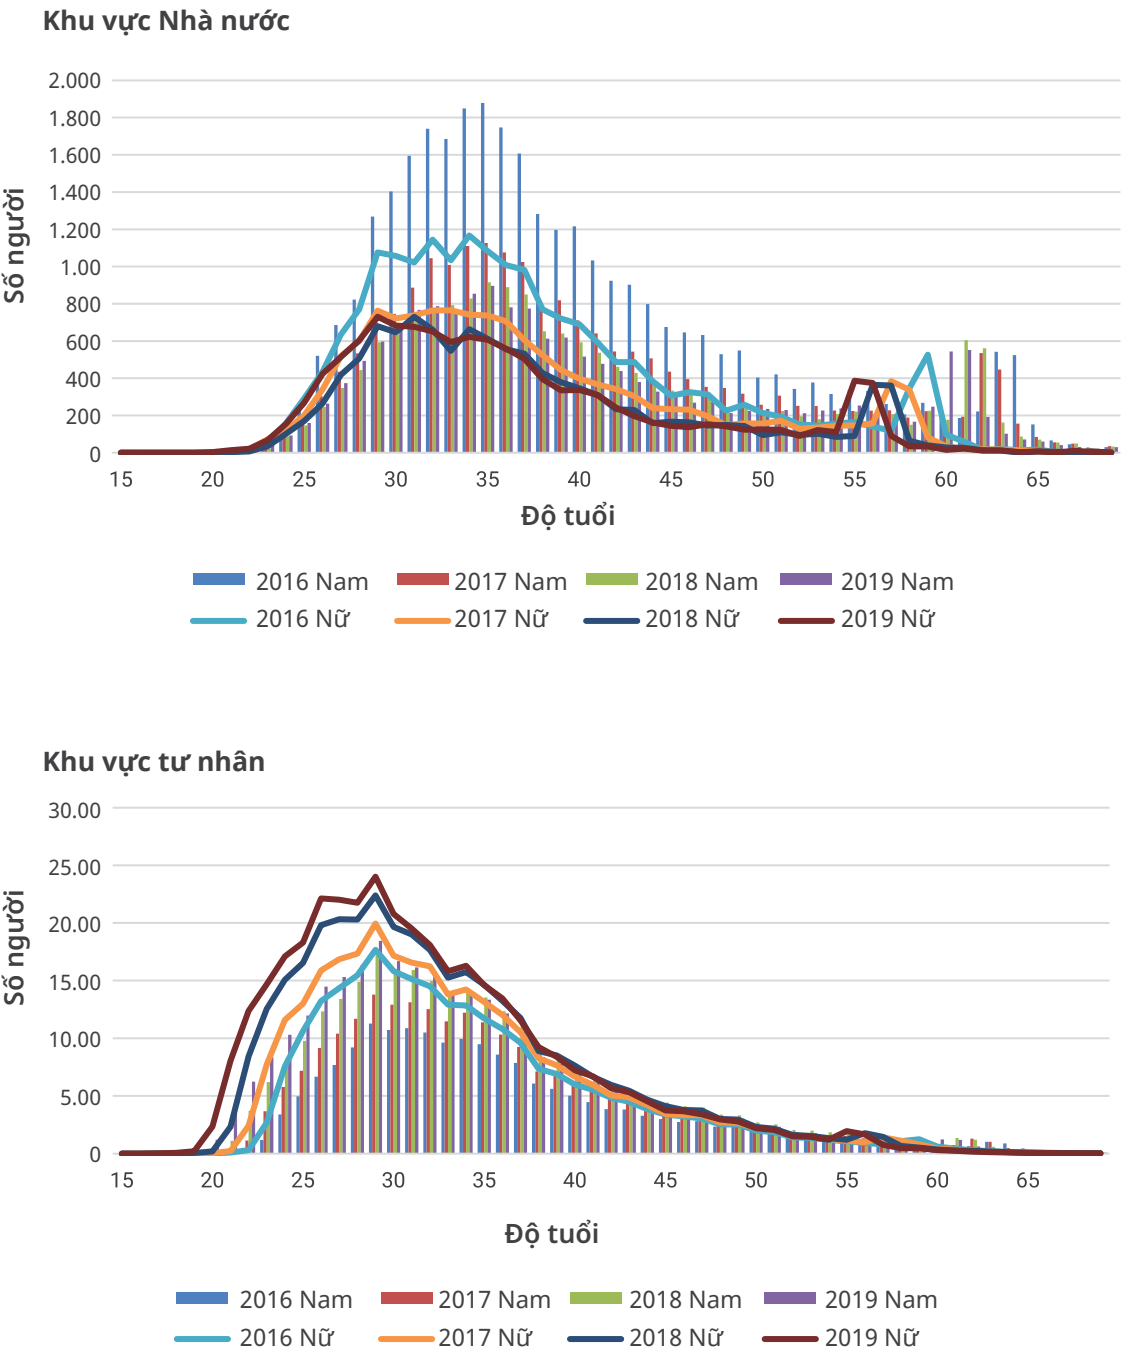 Khu vực Nhà nước
Số người
2.000
1.800
1.600
1.400
1.200
1.00
800
600
400
200
0
15 20 25 30 35 40 45 50 55 60 65
Độ tuổi
2016 Nam 2017 Nam 2018 Nam 2019 Nam
2016 Nữ 2017 Nữ 2018 Nữ 2019 Nữ
Khu vực tư nhân
Số người
30.00
25.00
20.00
15.00
10.00
5.00
0
15 20 25 30 35 40 45 50 55 60 65
Độ tuổi
2016 Nam 2017 Nam 2018 Nam 2019 Nam
2016 Nữ 2017 Nữ 2018 Nữ 2019 Nữ